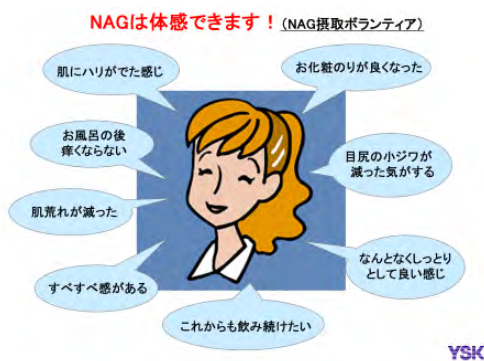 NAGは体感できます！（NAG摂取ボランティア）
肌にハリがでた感じ
お化粧のりが良くなった
お風呂の後
痒くならない
目尻の小ジワが
減った気がする
肌荒れが減った
なんとなくしっとり
として良い感じ
すべすべ感がある
これからも飲み続けたい
YSK